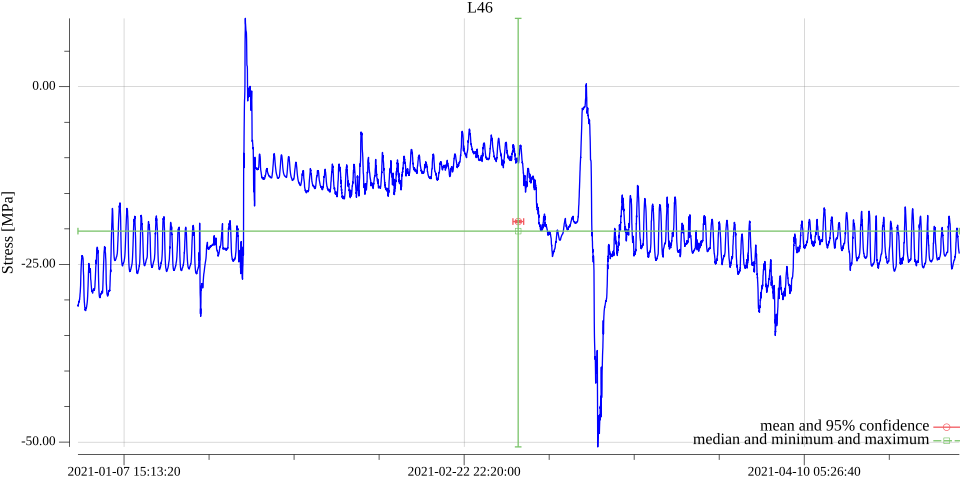 L46
Stress [MPa]
0.00
-25.00
-50.00
mean and 95% confidence
median and minimum and maximum
2021-01-07 15:13:20
2021-02-22 22:20:00
2021-04-10 05:26:40